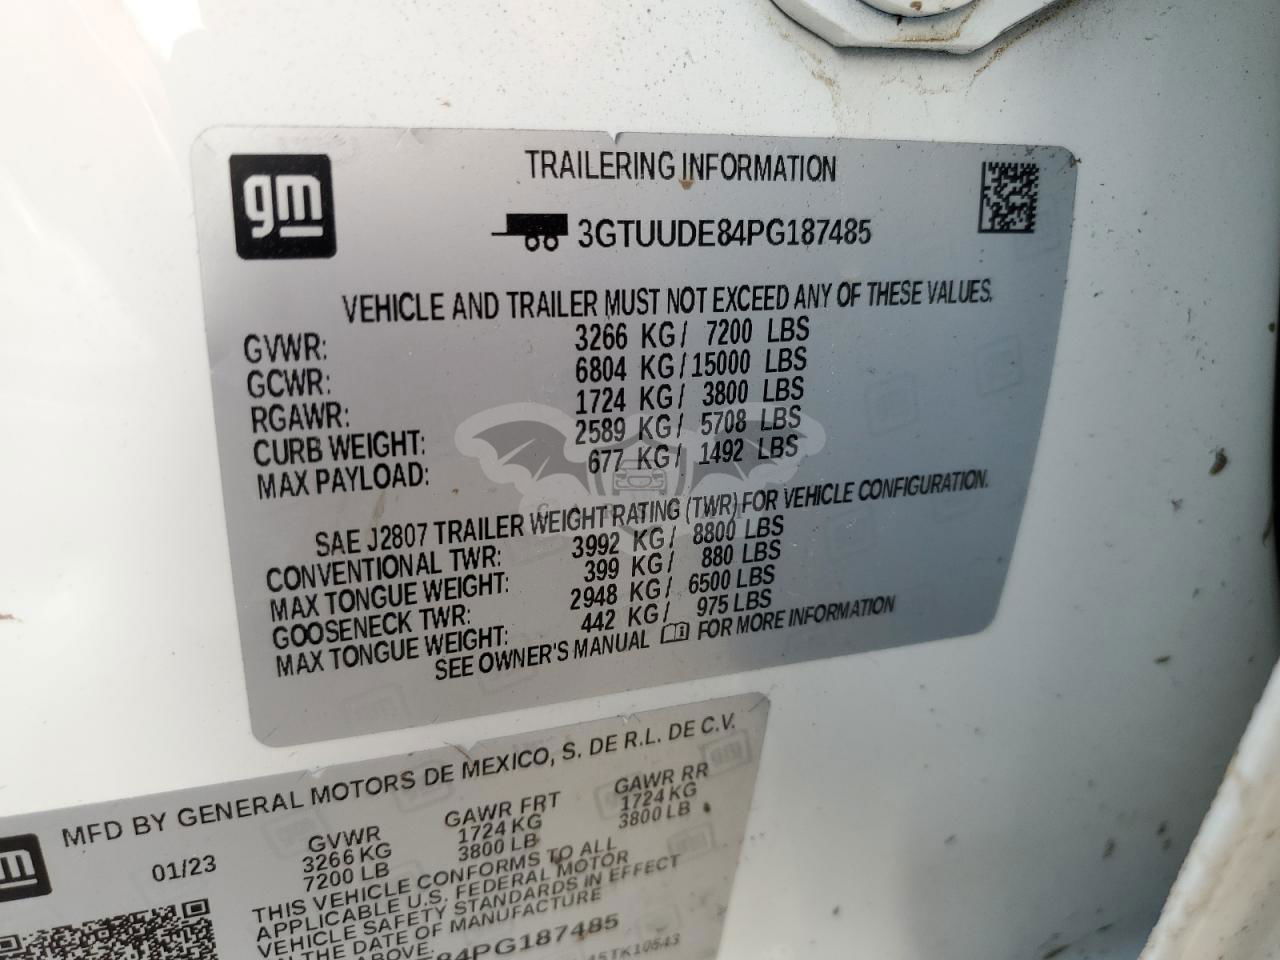 gm
TRAILERING INFORMATION
3GTUUDE84PG187485
VEHICLE AND TRAILER MUST NOT EXCEED ANY OF THESE VALUES.
GVWR: 3266 KG/ 7200 LBS
GCWR: 6804 KG/15000 LBS
RGAWR: 1724 KG/ 3800 LBS
CURB WEIGHT: 2589 KG/ 5708 LBS
MAX PAYLOAD: 677 KG/ 1492 LBS
SAE J2807 TRAILER WEIGHT RATING (TWR) FOR VEHICLE CONFIGURATION.
CONVENTIONAL TWR: 3992 KG/ 8800 LBS
MAX TONGUE WEIGHT: 399 KG/ 880 LBS
GOOSENECK TWR: 2948 KG/ 6500 LBS
MAX TONGUE WEIGHT: 442 KG/ 975 LBS
SEE OWNER'S MANUAL FOR MORE INFORMATION
gm
MFD BY GENERAL MOTORS DE MEXICO, S. DE R.L. DE C.V.
01/23 GVWR GAWR FRT GAWR RR
3266 KG 1724 KG 1724 KG
7200 LB 3800 LB 3800 LB
THIS VEHICLE CONFORMS TO ALL
APPLICABLE U.S. FEDERAL MOTOR
VEHICLE SAFETY STANDARDS IN EFFECT
THE DATE OF MANUFACTURE
ABOVE.
84PG187485